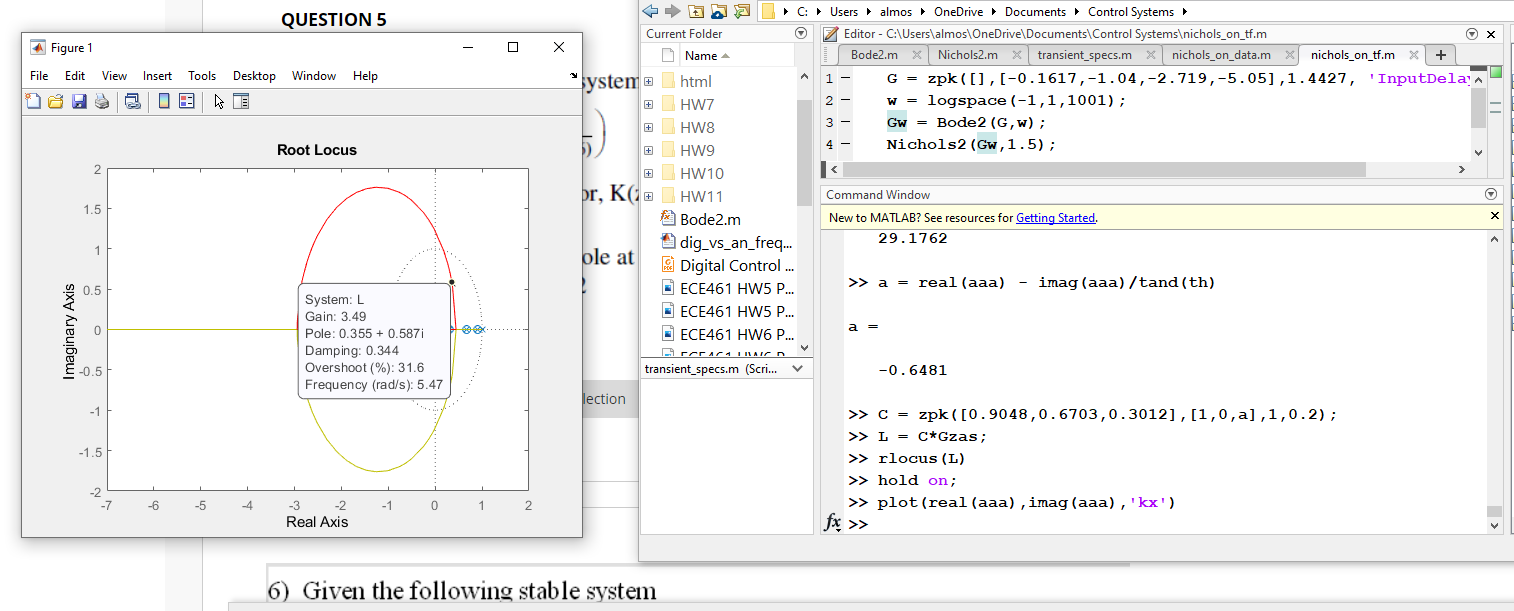 QUESTION 5
Figure 1
File Edit View Insert Tools Desktop Window Help
Root Locus
2
1.5
1
0.5
0
-0.5
-1
-1.5
-2
Imaginary Axis
System: L
Gain: 3.49
Pole: 0.355 + 0.587i
Damping: 0.344
Overshoot (%): 31.6
Frequency (rad/s): 5.47
-7 -6 -5 -4 -3 -2 -1 0 1 2
Real Axis
system
or, K(z
ole at
2
lection
6) Given the following stable system
C: Users almos OneDrive Documents Control Systems
Current Folder
Name
html
HW7
HW8
HW9
HW10
HW11
Bode2.m
dig_vs_an_freq...
Digital Control ...
ECE461 HW5 P...
ECE461 HW5 P...
ECE461 HW6 P...
ECE461 HW6 P
transient_specs.m (Scri...
Editor - C:\Users\almos\OneDrive\Documents\Control Systems\nichols_on_tf.m
Bode2.m Nichols2.m transient_specs.m nichols_on_data.m nichols_on_tf.m +
1 - G = zpk([],[-0.1617,-1.04,-2.719,-5.05],1.4427, 'InputDela
2 - w = logspace(-1,1,1001);
3 - Gw = Bode2(G,w);
4 - Nichols2(Gw,1.5);
Command Window
New to MATLAB? See resources for Getting Started.
29.1762
>> a = real(aaa) - imag(aaa)/tand(th)
a =
-0.6481
>> C = zpk([0.9048,0.6703,0.3012],[1,0,a],1,0.2);
>> L = C*Gzas;
>> rlocus(L)
>> hold on;
>> plot(real(aaa),imag(aaa),'kx')
fx >>